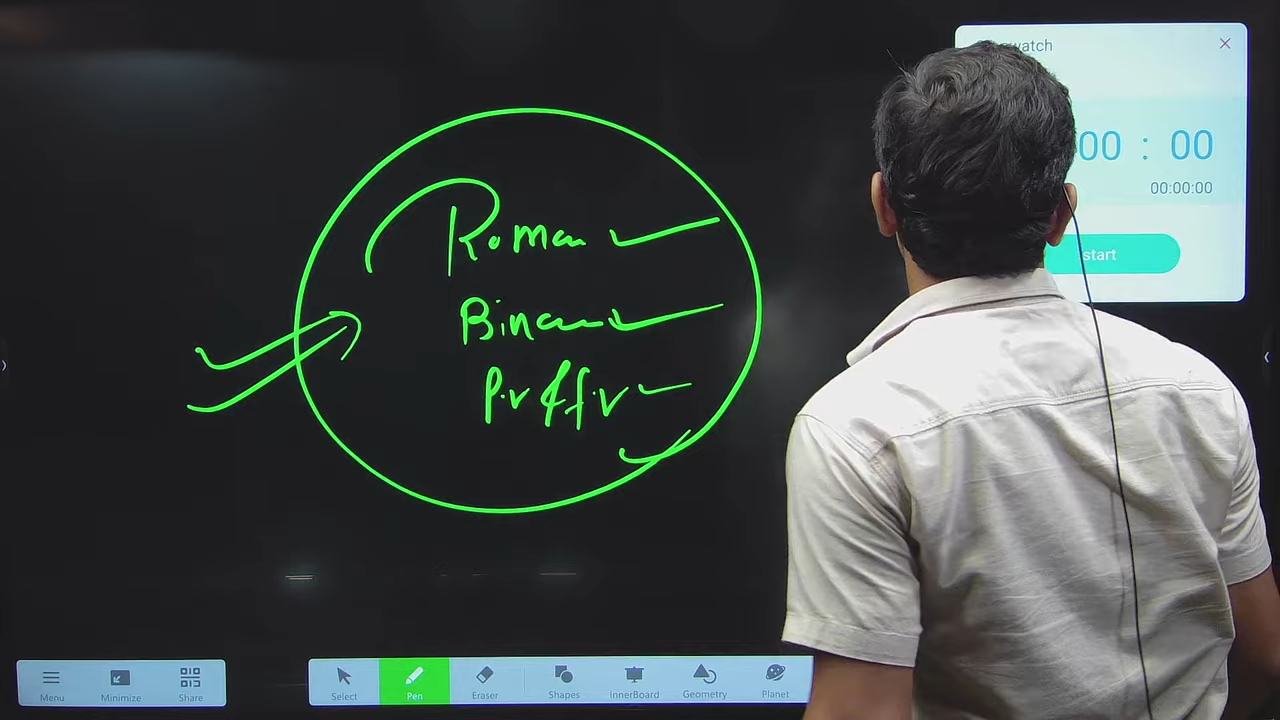 Stopwatch
00 : 00
00:00:00
start
Roman
Binary
P.V & f.V
Menu
Minimize
Share
Select
Pen
Eraser
Shapes
InnerBoard
Geometry
Planet